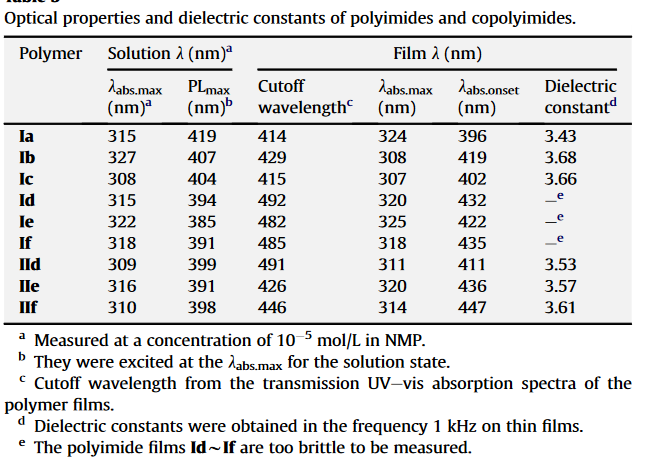 Optical properties and dielectric constants of polyimides and copolyimides.
Polymer Solution λ (nm)ᵃ Film λ (nm)
λabs.max (nm)ᵃ PLmax (nm)ᵇ Cutoff wavelengthᶜ λabs.max (nm) λabs.onset (nm) Dielectric constantᵈ
Ia 315 419 414 324 396 3.43
Ib 327 407 429 308 419 3.68
Ic 308 404 415 307 402 3.66
Id 315 394 492 320 432 –ᵉ
Ie 322 385 482 325 422 –ᵉ
If 318 391 485 318 435 –ᵉ
IId 309 399 491 311 411 3.53
IIe 316 391 426 320 436 3.57
IIf 310 398 446 314 447 3.61
ᵃ Measured at a concentration of 10⁻⁵ mol/L in NMP.
ᵇ They were excited at the λabs.max for the solution state.
ᶜ Cutoff wavelength from the transmission UV–vis absorption spectra of the
polymer films.
ᵈ Dielectric constants were obtained in the frequency 1 kHz on thin films.
ᵉ The polyimide films Id~If are too brittle to be measured.